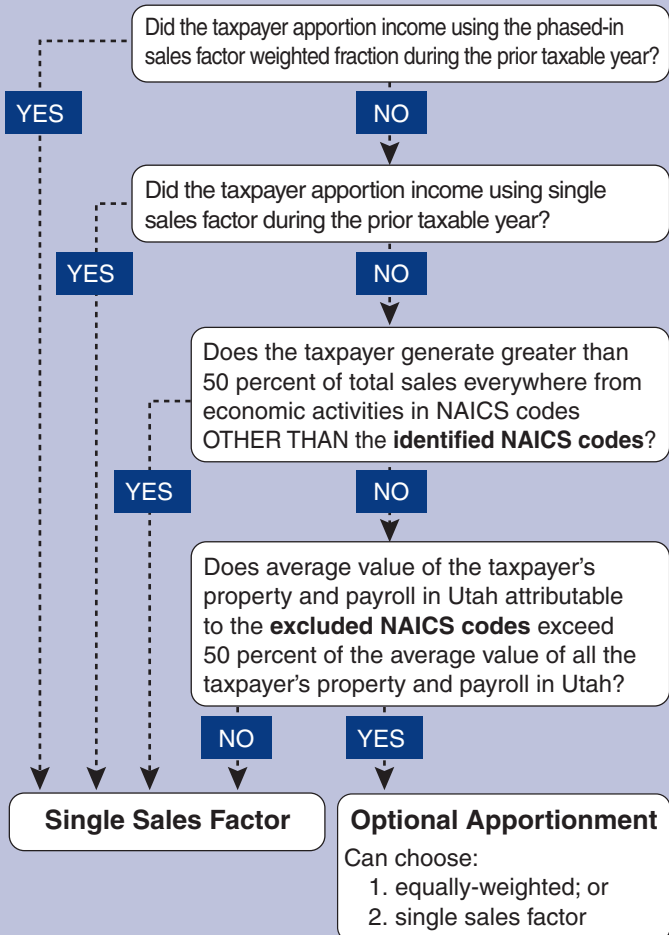 Did the taxpayer apportion income using the phased-in
sales factor weighted fraction during the prior taxable year?
YES
NO
Did the taxpayer apportion income using single
sales factor during the prior taxable year?
YES
NO
Does the taxpayer generate greater than
50 percent of total sales everywhere from
economic activities in NAICS codes
OTHER THAN the identified NAICS codes?
YES
NO
Does average value of the taxpayer’s
property and payroll in Utah attributable
to the excluded NAICS codes exceed
50 percent of the average value of all the
taxpayer’s property and payroll in Utah?
NO
YES
Single Sales Factor
Optional Apportionment
Can choose:
1. equally-weighted; or
2. single sales factor